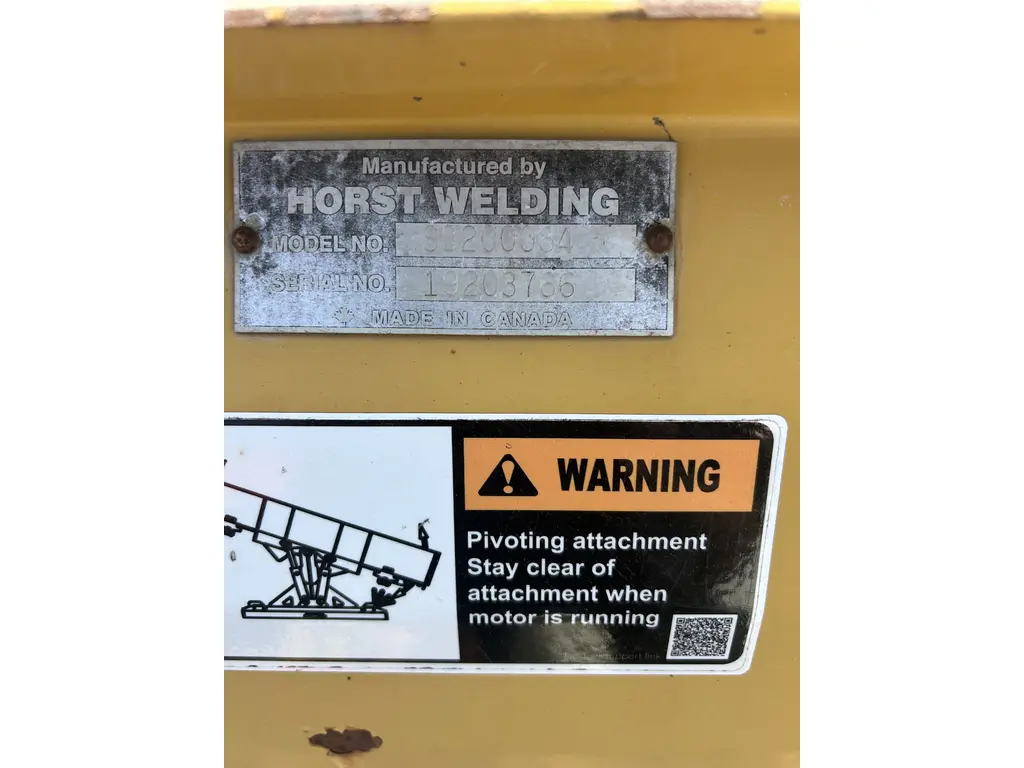 Manufactured by
HORST WELDING
MODEL NO.
SERIAL NO. 19203766
MADE IN CANADA
WARNING
Pivoting attachment
Stay clear of
attachment when
motor is running